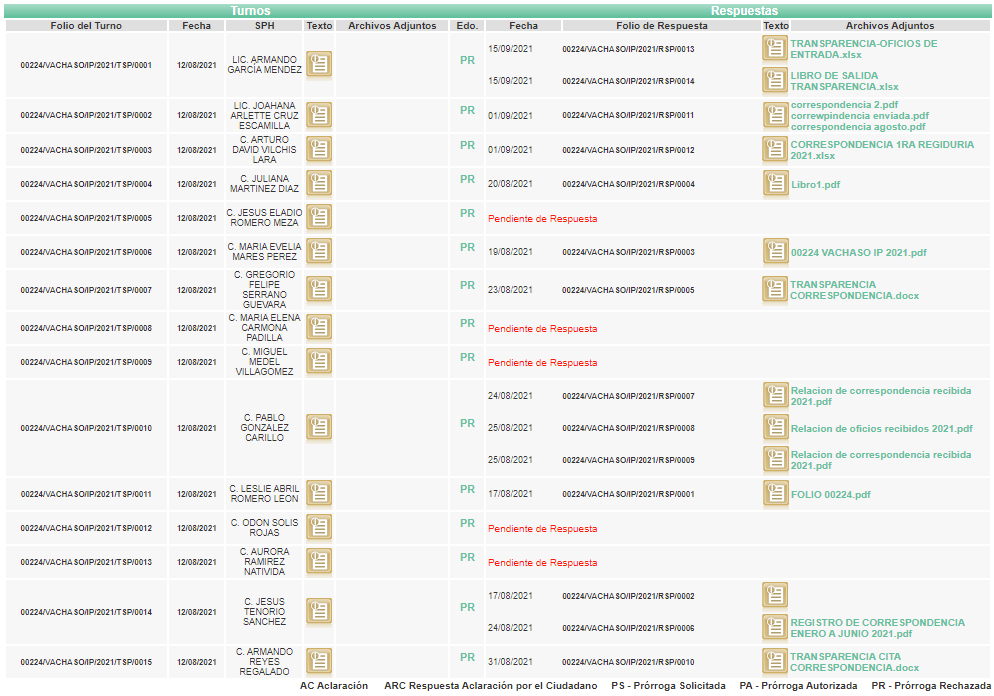 Turnos Respuestas
Folio del Turno Fecha SPH Texto Archivos Adjuntos Edo. Fecha Folio de Respuesta Texto Archivos Adjuntos
00224/VACHASO/IP/2021/TSP/0001 12/08/2021 LIC. ARMANDO GARCÍA MENDEZ PR
15/09/2021 00224/VACHASO/IP/2021/RSP/0013 TRANSPARENCIA-OFICIOS DE
ENTRADA.xlsx
15/09/2021 00224/VACHASO/IP/2021/RSP/0014 LIBRO DE SALIDA
TRANSPARENCIA.xlsx
00224/VACHASO/IP/2021/TSP/0002 12/08/2021 LIC. JOAHANA ARLETTE CRUZ ESCAMILLA PR 01/09/2021 00224/VACHASO/IP/2021/RSP/0011 correspondencia 2.pdf
correwpindencia enviada.pdf
correspondencia agosto.pdf
00224/VACHASO/IP/2021/TSP/0003 12/08/2021 C. ARTURO DAVID VILCHIS LARA PR 01/09/2021 00224/VACHASO/IP/2021/RSP/0012 CORRESPONDENCIA 1RA REGIDURIA
2021.xlsx
00224/VACHASO/IP/2021/TSP/0004 12/08/2021 C. JULIANA MARTINEZ DIAZ PR 20/08/2021 00224/VACHASO/IP/2021/RSP/0004 Libro1.pdf
00224/VACHASO/IP/2021/TSP/0005 12/08/2021 C. JESUS ELADIO ROMERO MEZA PR Pendiente de Respuesta
00224/VACHASO/IP/2021/TSP/0006 12/08/2021 C. MARIA EVELIA MARES PEREZ PR 19/08/2021 00224/VACHASO/IP/2021/RSP/0003 00224 VACHASO IP 2021.pdf
00224/VACHASO/IP/2021/TSP/0007 12/08/2021 C. GREGORIO FELIPE SERRANO GUEVARA PR 23/08/2021 00224/VACHASO/IP/2021/RSP/0005 TRANSPARENCIA
CORRESPONDENCIA.docx
00224/VACHASO/IP/2021/TSP/0008 12/08/2021 C. MARIA ELENA CARMONA PADILLA PR Pendiente de Respuesta
00224/VACHASO/IP/2021/TSP/0009 12/08/2021 C. MIGUEL MEDEL VILLAGOMEZ PR Pendiente de Respuesta
00224/VACHASO/IP/2021/TSP/0010 12/08/2021 C. PABLO GONZALEZ CARILLO PR
24/08/2021 00224/VACHASO/IP/2021/RSP/0007 Relacion de correspondencia recibida
2021.pdf
25/08/2021 00224/VACHASO/IP/2021/RSP/0008 Relacion de oficios recibidos 2021.pdf
25/08/2021 00224/VACHASO/IP/2021/RSP/0009 Relacion de correspondencia recibida
2021.pdf
00224/VACHASO/IP/2021/TSP/0011 12/08/2021 C. LESLIE ABRIL ROMERO LEON PR 17/08/2021 00224/VACHASO/IP/2021/RSP/0001 FOLIO 00224.pdf
00224/VACHASO/IP/2021/TSP/0012 12/08/2021 C. ODON SOLIS ROJAS PR Pendiente de Respuesta
00224/VACHASO/IP/2021/TSP/0013 12/08/2021 C. AURORA RAMIREZ NATIVIDA PR Pendiente de Respuesta
00224/VACHASO/IP/2021/TSP/0014 12/08/2021 C. JESUS TENORIO SANCHEZ PR
17/08/2021 00224/VACHASO/IP/2021/RSP/0002
24/08/2021 00224/VACHASO/IP/2021/RSP/0006 REGISTRO DE CORRESPONDENCIA
ENERO A JUNIO 2021.pdf
00224/VACHASO/IP/2021/TSP/0015 12/08/2021 C. ARMANDO REYES REGALADO PR 31/08/2021 00224/VACHASO/IP/2021/RSP/0010 TRANSPARENCIA CITA
CORRESPONDENCIA.docx
AC Aclaración ARC Respuesta Aclaración por el Ciudadano PS - Prórroga Solicitada PA - Prórroga Autorizada PR - Prórroga Rechazada